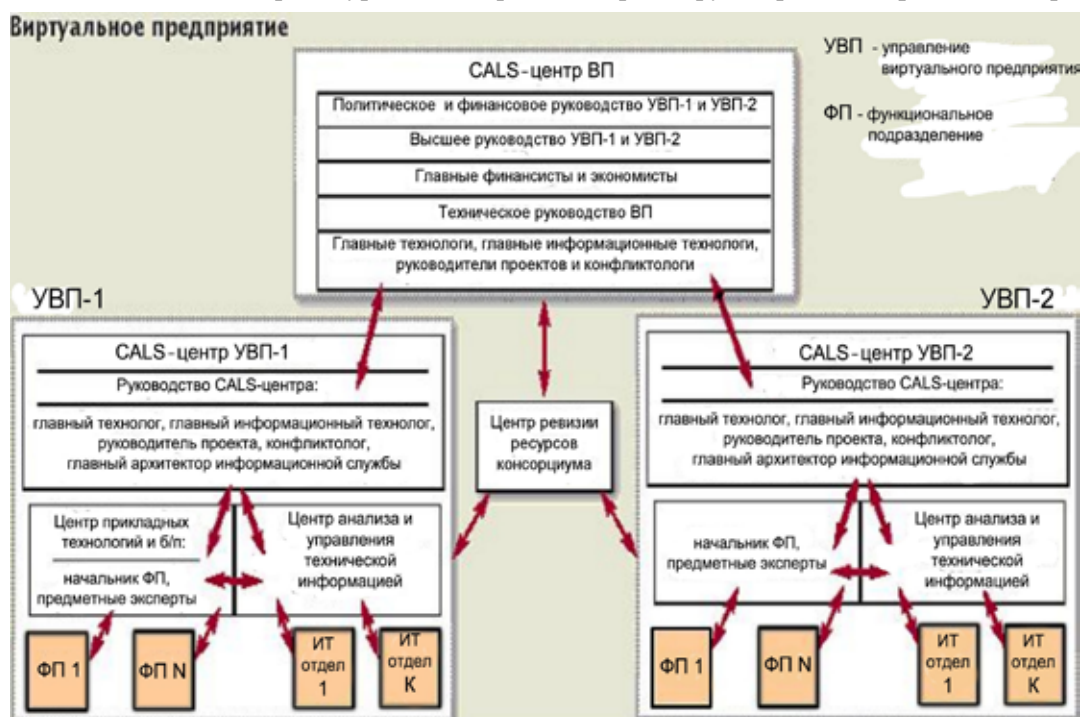 Виртуальное предприятие
УВП - управление
виртуального предприятия
ФП - функциональное
подразделение
CALS-центр ВП
Политическое и финансовое руководство УВП-1 и УВП-2
Высшее руководство УВП-1 и УВП-2
Главные финансисты и экономисты
Техническое руководство ВП
Главные технологи, главные информационные технологи,
руководители проектов и конфликтологи
УВП-1
CALS-центр УВП-1
Руководство CALS-центра:
главный технолог, главный информационный технолог,
руководитель проекта, конфликтолог,
главный архитектор информационной службы
Центр прикладных
технологий и б/п:
начальник ФП,
предметные эксперты
Центр анализа и
управления
технической
информацией
ФП 1
ФП N
ИТ
отдел
1
ИТ
отдел
К
Центр ревизии
ресурсов
консорциума
УВП-2
CALS-центр УВП-2
Руководство CALS-центра:
главный технолог, главный информационный технолог,
руководитель проекта, конфликтолог,
главный архитектор информационной службы
начальник ФП,
предметные эксперты
Центр анализа и
управления
технической
информацией
ФП 1
ФП N
ИТ
отдел
1
ИТ
отдел
К